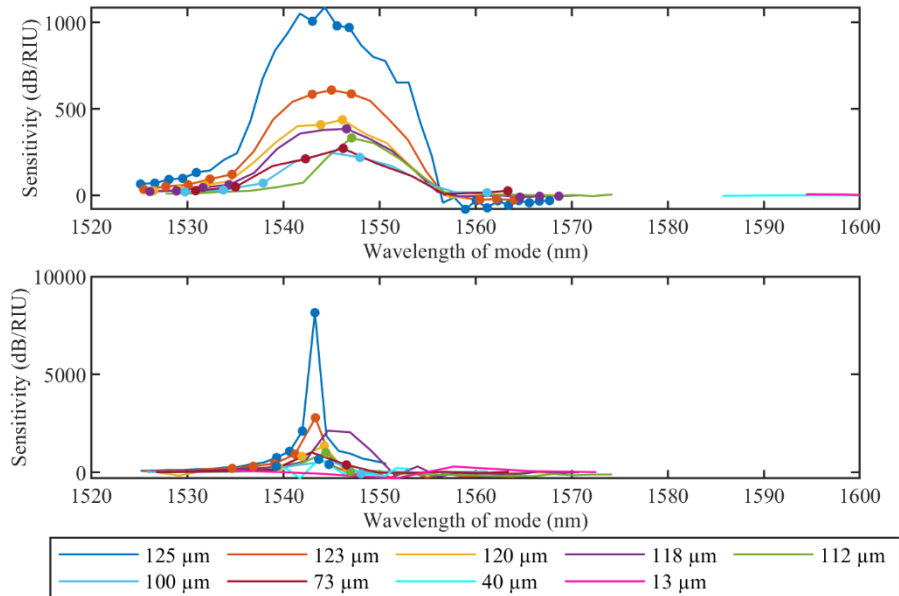 1000
500
0
Sensitivity (dB/RIU)
1520 1530 1540 1550 1560 1570 1580 1590 1600
Wavelength of mode (nm)
10000
5000
0
Sensitivity (dB/RIU)
1520 1530 1540 1550 1560 1570 1580 1590 1600
Wavelength of mode (nm)
125 µm 123 µm 120 µm 118 µm 112 µm
100 µm 73 µm 40 µm 13 µm